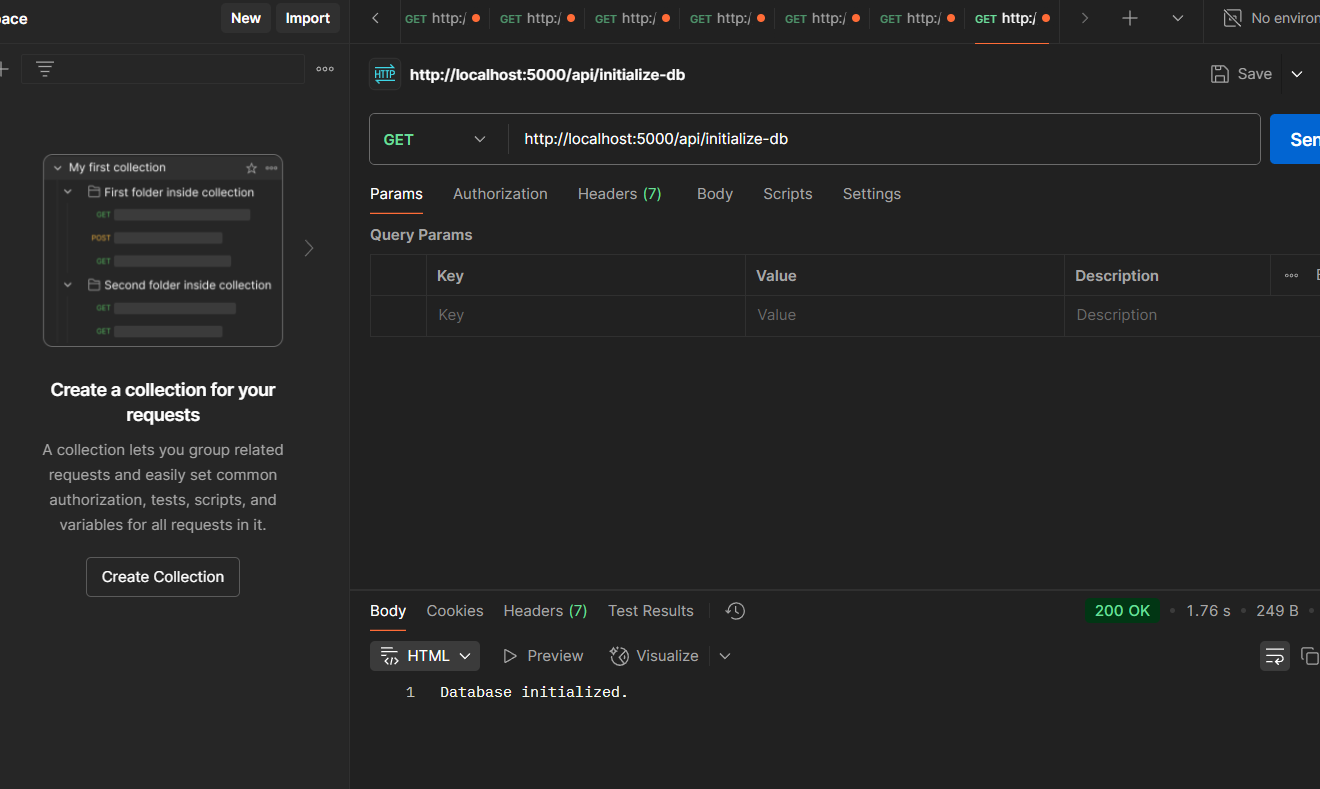 ace
New
Import
GET http:/
GET http:/
GET http:/
GET http:/
GET http:/
GET http:/
GET http:/
No environ
HTTP
http://localhost:5000/api/initialize-db
Save
GET
http://localhost:5000/api/initialize-db
Sen
Params
Authorization
Headers (7)
Body
Scripts
Settings
Query Params
Key
Value
Description
Key
Value
Description
My first collection
First folder inside collection
GET
POST
GET
Second folder inside collection
GET
GET
Create a collection for your
requests
A collection lets you group related
requests and easily set common
authorization, tests, scripts, and
variables for all requests in it.
Create Collection
Body
Cookies
Headers (7)
Test Results
200 OK
1.76 s
249 B
HTML
Preview
Visualize
1 Database initialized.